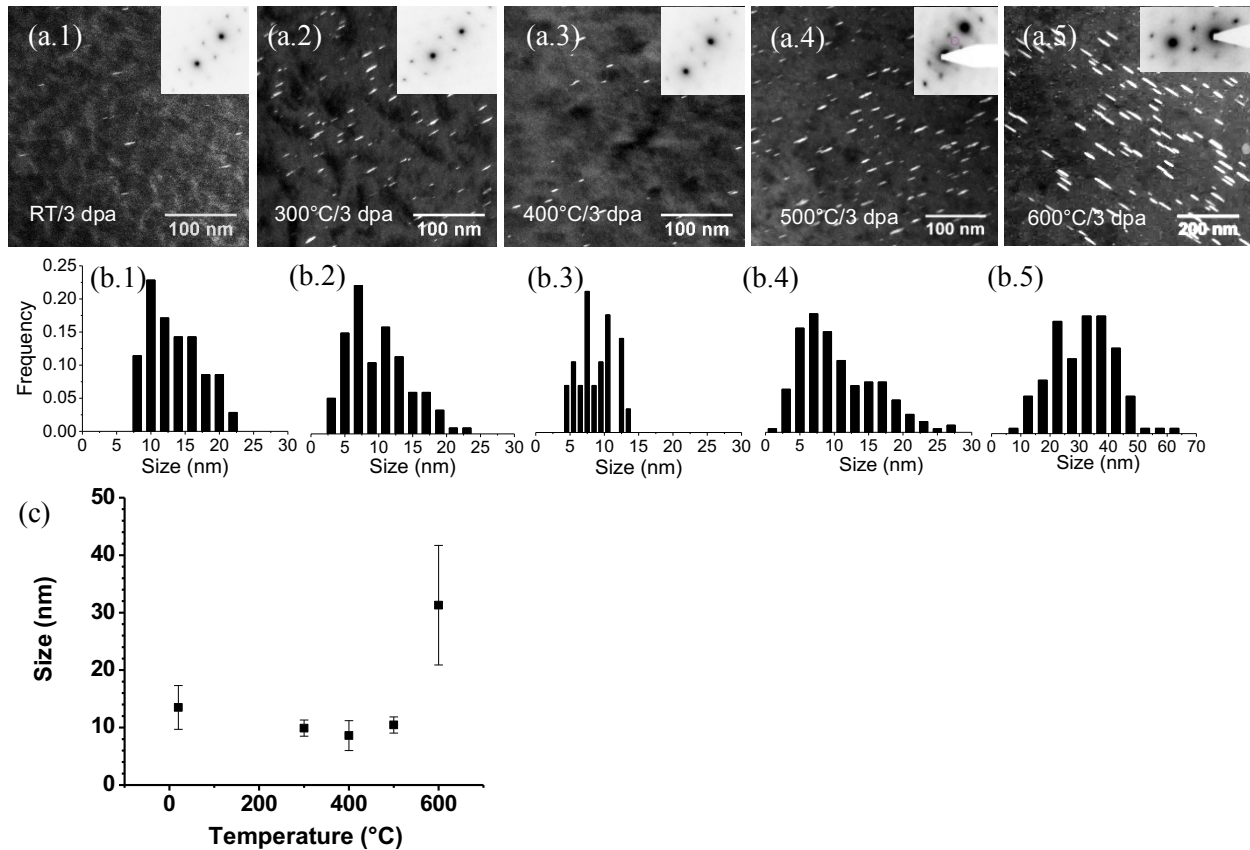 (a.1) (a.2) (a.3) (a.4) (a.5)
RT/3 dpa 100 nm 300°C/3 dpa 100 nm 400°C/3 dpa 100 nm 500°C/3 dpa 100 nm 600°C/3 dpa 200 nm
(b.1) (b.2) (b.3) (b.4) (b.5)
Frequency
0.25
0.20
0.15
0.10
0.05
0.00
0 5 10 15 20 25 30 0 5 10 15 20 25 30 0 5 10 15 20 25 30 0 5 10 15 20 25 30 0 10 20 30 40 50 60 70
Size (nm) Size (nm) Size (nm) Size (nm) Size (nm)
(c)
Size (nm)
50
40
30
20
10
0
0 200 400 600
Temperature (°C)